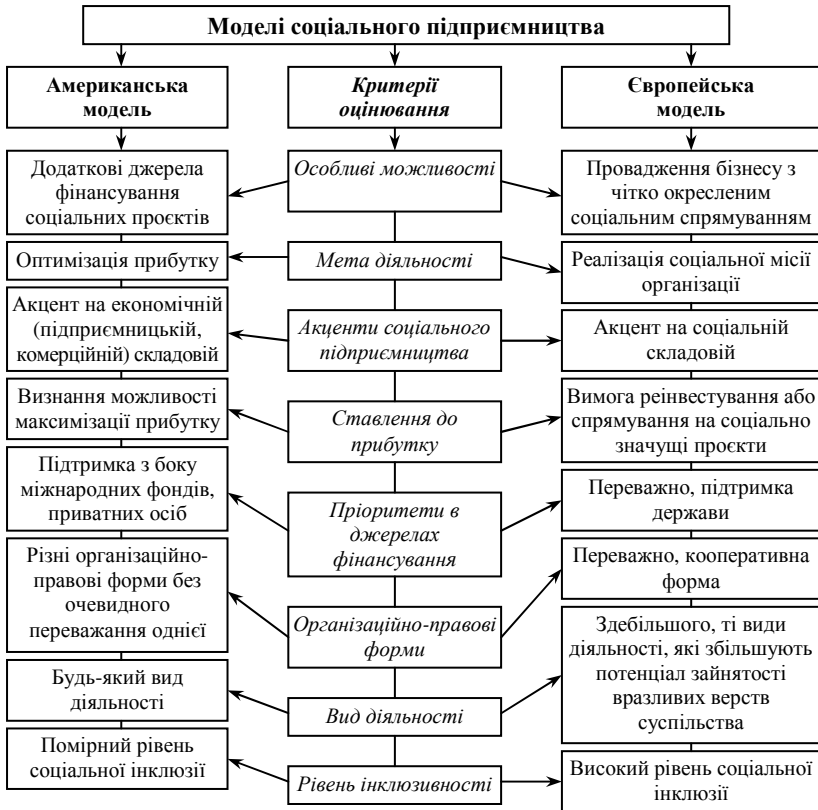 Моделі соціального підприємництва
Американська
модель
Критерії
оцінювання
Європейська
модель
Додаткові джерела
фінансування
соціальних проєктів
Особливі можливості
Провадження бізнесу з
чітко окресленим
соціальним спрямуванням
Оптимізація прибутку
Мета діяльності
Реалізація соціальної місії
організації
Акцент на економічній
(підприємницькій,
комерційній) складовій
Акценти соціального
підприємництва
Акцент на соціальній
складовій
Визнання можливості
максимізації прибутку
Ставлення до
прибутку
Вимога реінвестування або
спрямування на соціально
значущі проєкти
Підтримка з боку
міжнародних фондів,
приватних осіб
Пріоритети в
джерелах
фінансування
Переважно, підтримка
держави
Різні організаційно-
правові форми без
очевидного
переважання однієї
Організаційно-правові
форми
Переважно, кооперативна
форма
Будь-який вид
діяльності
Вид діяльності
Здебільшого, ті види
діяльності, які збільшують
потенціал зайнятості
вразливих верств
суспільства
Помірний рівень
соціальної інклюзії
Рівень інклюзивності
Високий рівень соціальної
інклюзії